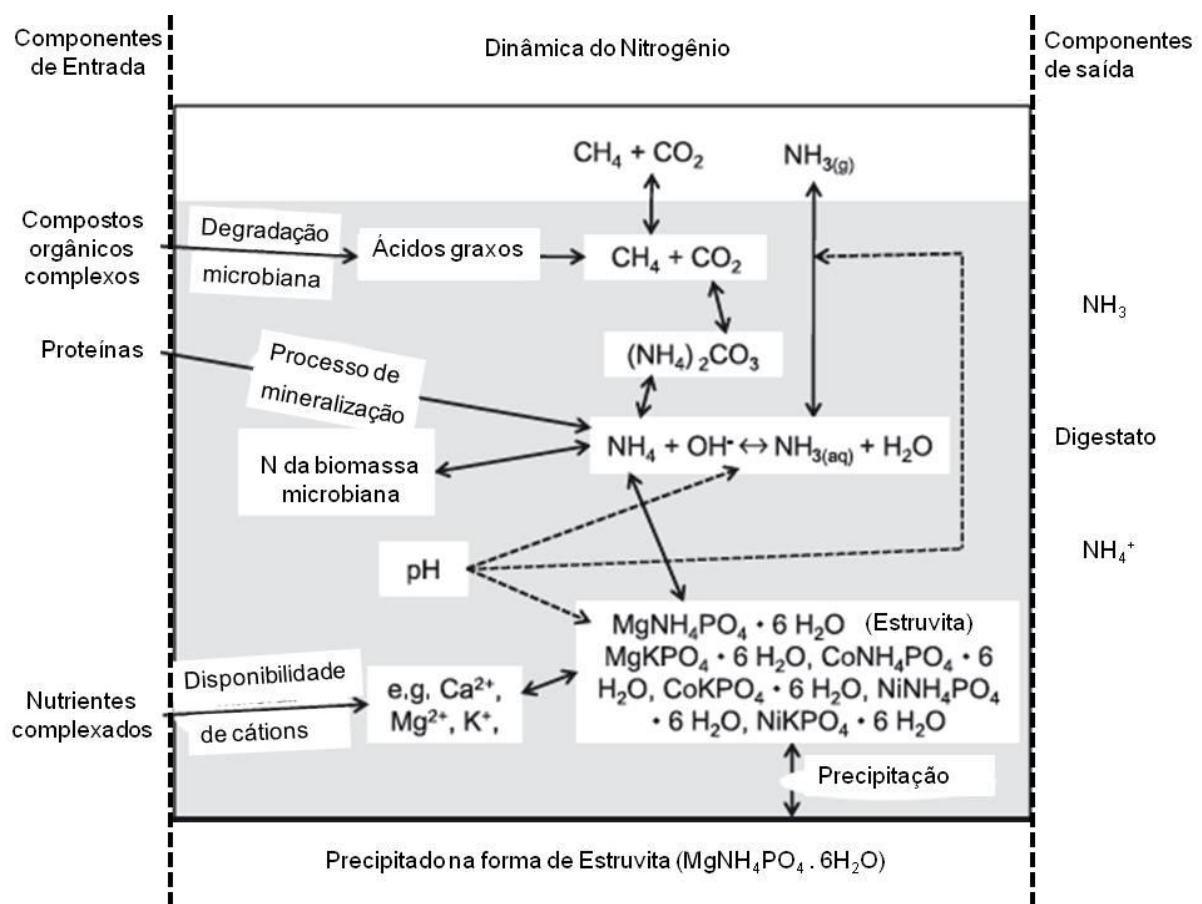 Componentes
de Entrada
Dinâmica do Nitrogênio
Componentes
de saída
CH₄ + CO₂
NH₃(g)
Compostos
orgânicos
complexos
Degradação
microbiana
Ácidos graxos
CH₄ + CO₂
NH₃
Proteínas
Processo de
mineralização
(NH₄)₂CO₃
N da biomassa
microbiana
NH₄ + OH⁻ ↔ NH₃(aq) + H₂O
Digestato
pH
NH₄⁺
MgNH₄PO₄ • 6 H₂O (Estruvita)
MgKPO₄ • 6 H₂O, CoNH₄PO₄ • 6
H₂O, CoKPO₄ • 6 H₂O, NiNH₄PO₄
• 6 H₂O, NiKPO₄ • 6 H₂O
Nutrientes
complexados
Disponibilidade
de cátions
e,g, Ca²⁺,
Mg²⁺, K⁺,
Precipitação
Precipitado na forma de Estruvita (MgNH₄PO₄ . 6H₂O)